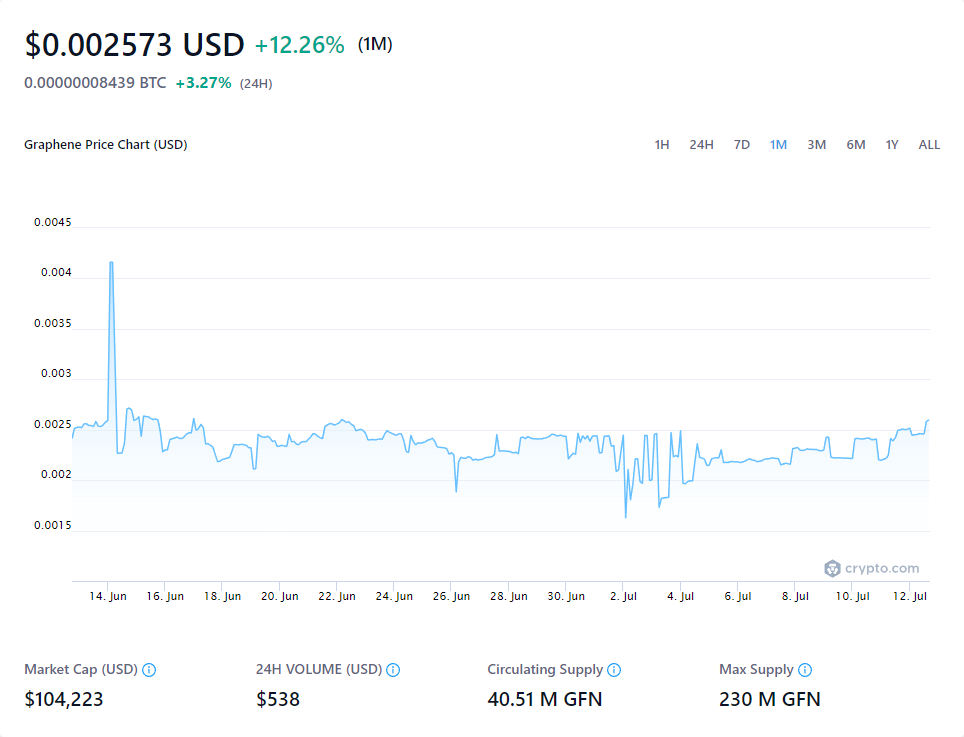 $0.002573 USD +12.26% (1M)
0.00000008439 BTC +3.27% (24H)
Graphene Price Chart (USD) 1H 24H 7D 1M 3M 6M 1Y ALL
0.0045
0.004
0.0035
0.003
0.0025
0.002
0.0015
crypto.com
14. Jun 16. Jun 18. Jun 20. Jun 22. Jun 24. Jun 26. Jun 28. Jun 30. Jun 2. Jul 4. Jul 6. Jul 8. Jul 10. Jul 12. Jul
Market Cap (USD) 24H VOLUME (USD) Circulating Supply Max Supply
$104,223 $538 40.51 M GFN 230 M GFN